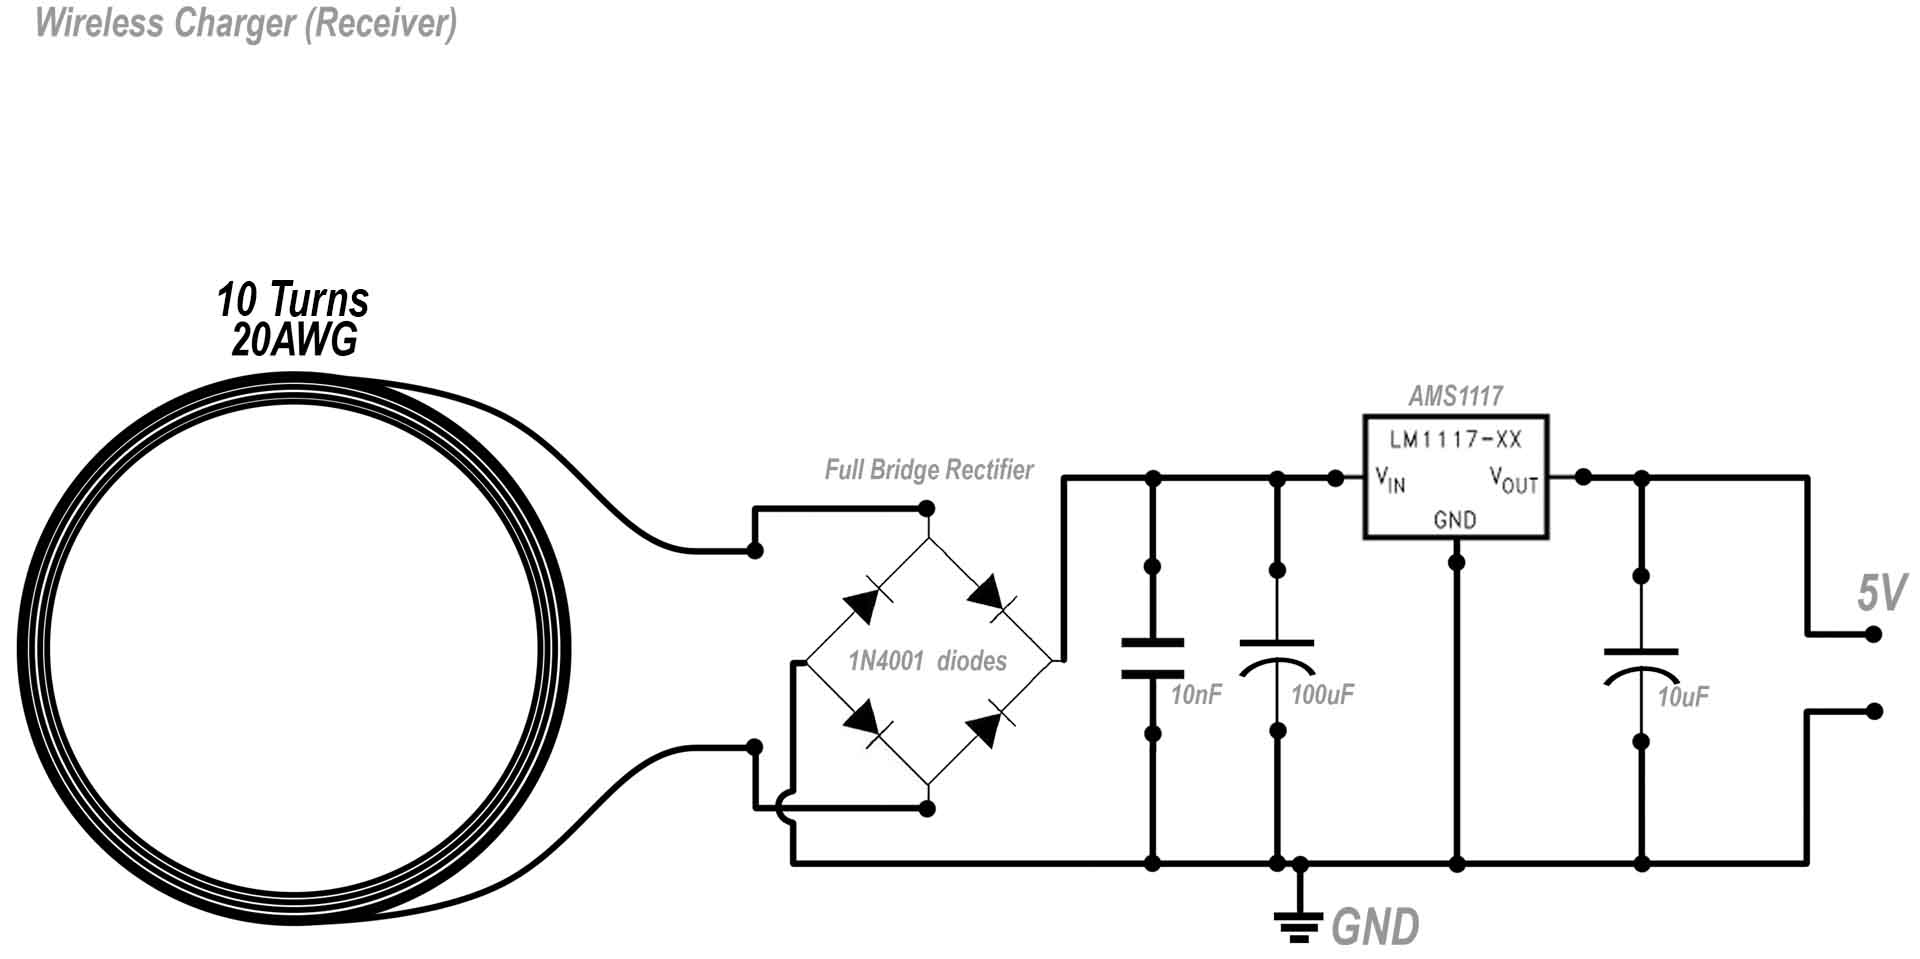 Wireless Charger (Receiver)
10 Turns
20AWG
AMS1117
LM1117-XX
Full Bridge Rectifier
VIN
VOUT
GND
5V
1N4001 diodes
10nF
100uF
10uF
GND